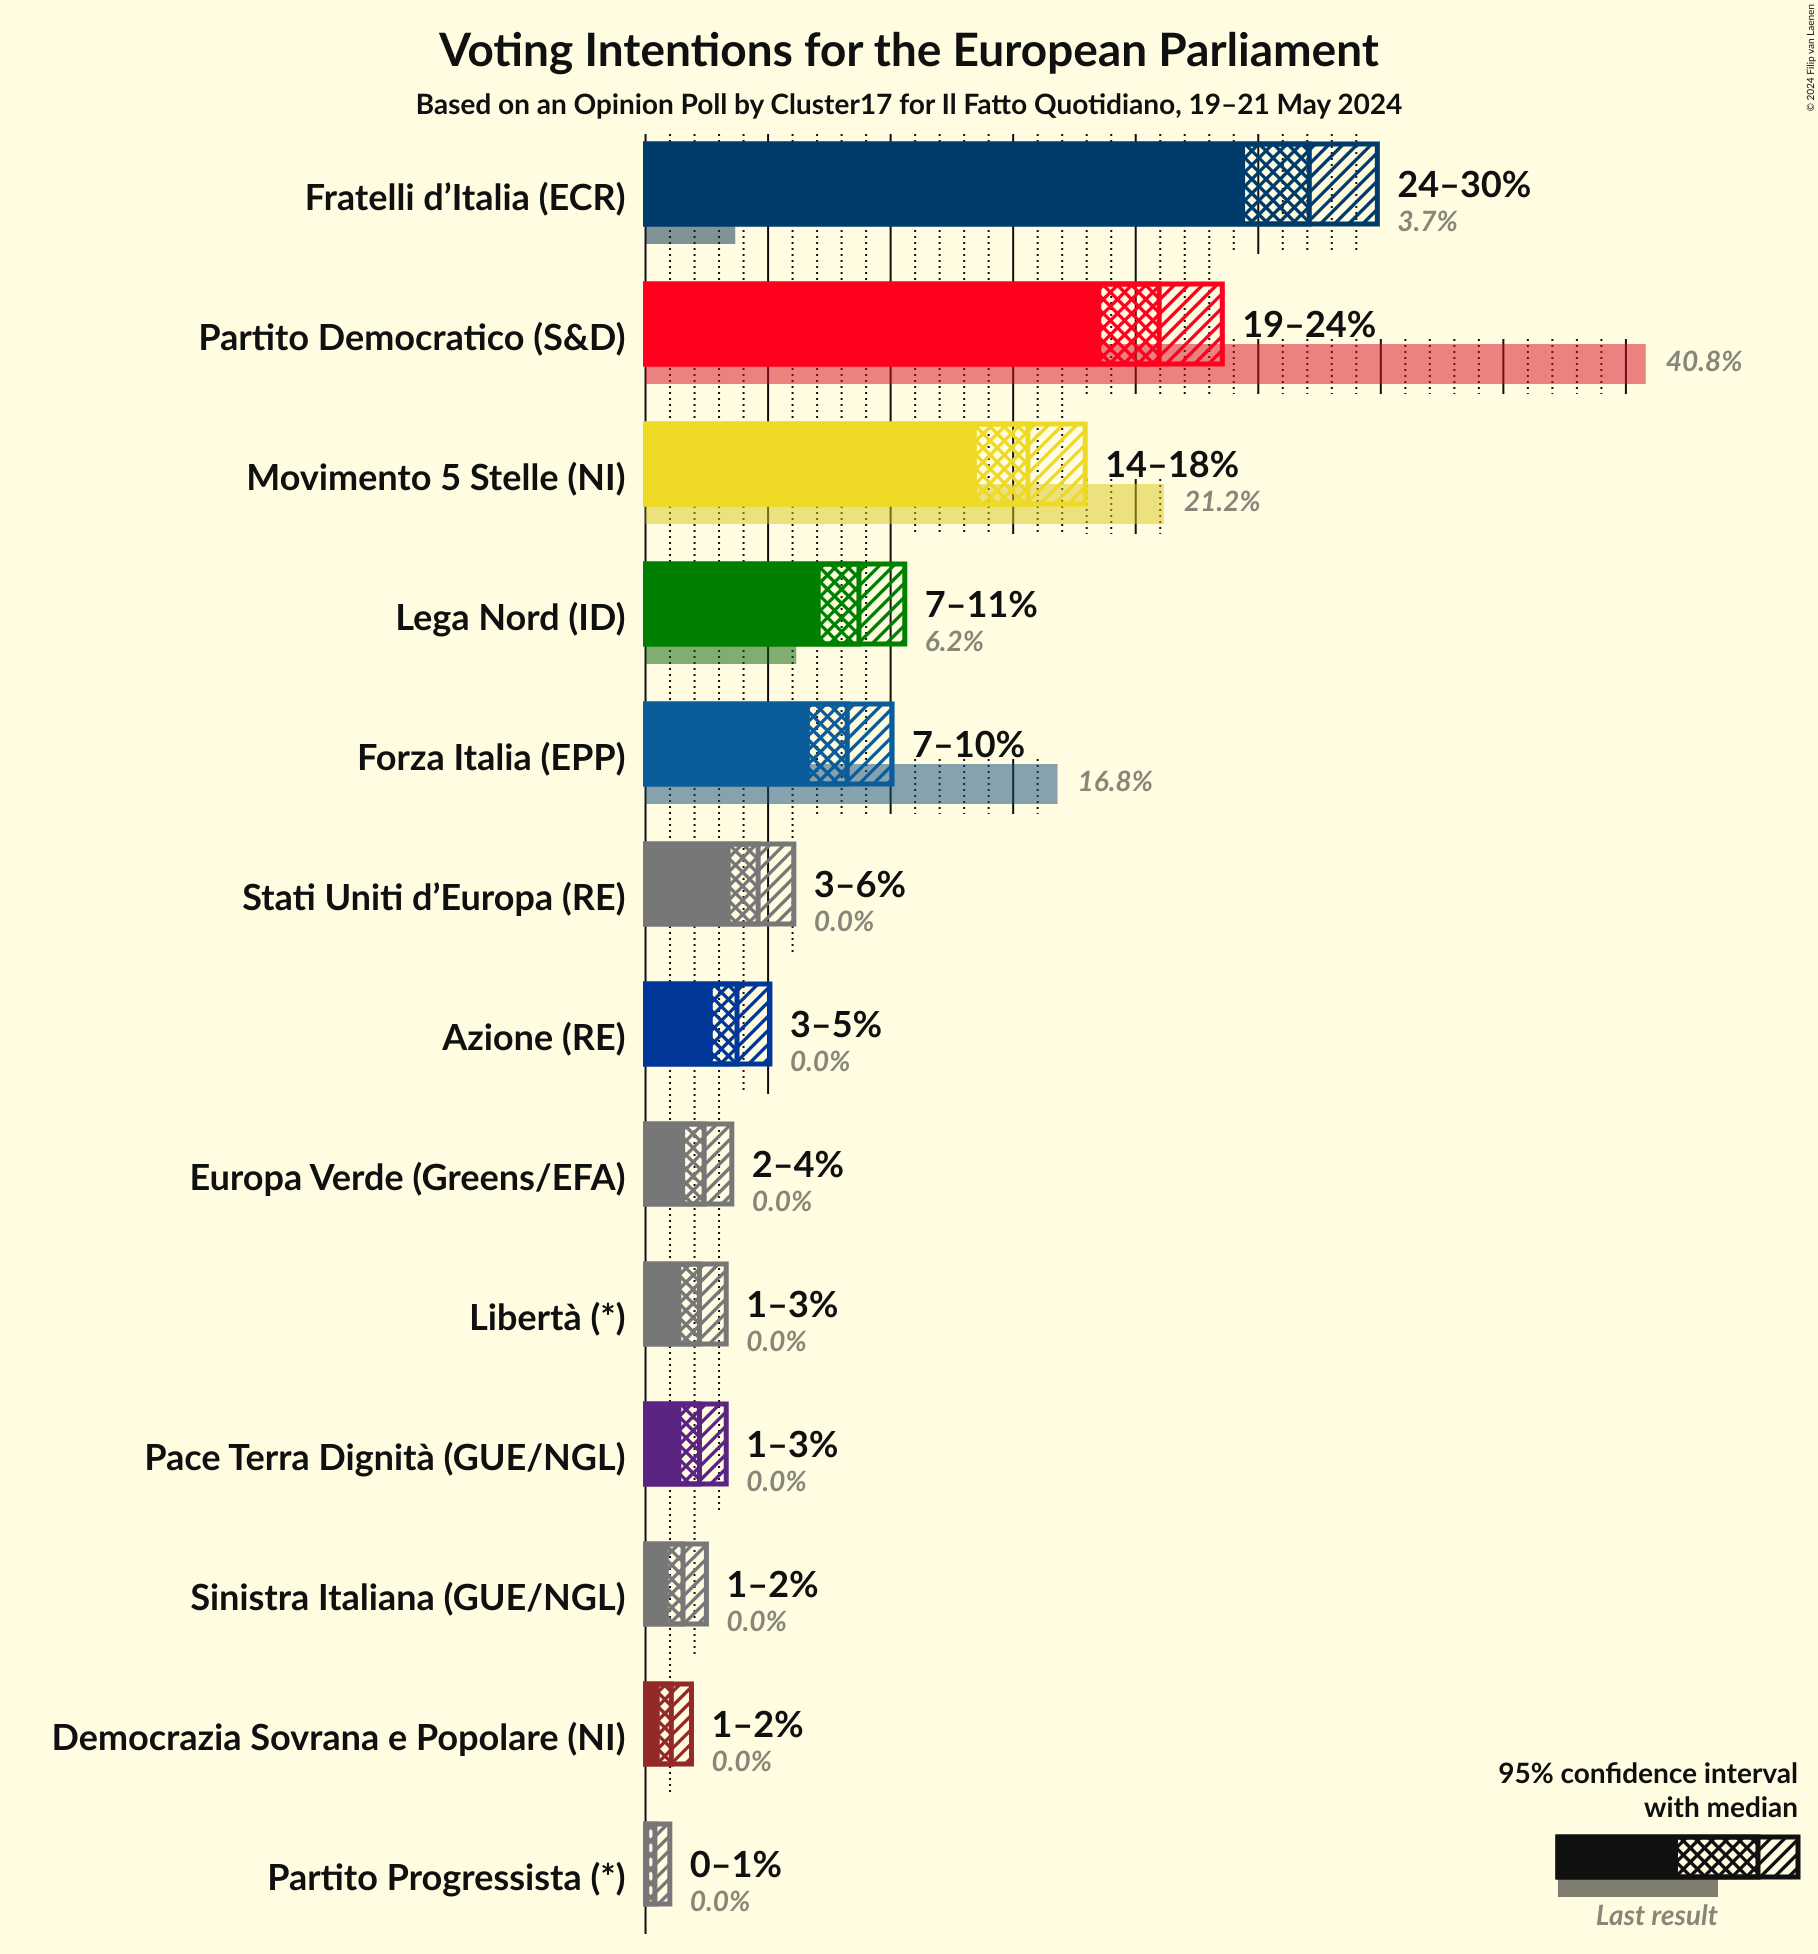 Voting Intentions for the European Parliament
Based on an Opinion Poll by Cluster17 for Il Fatto Quotidiano, 19–21 May 2024
© 2024 Filip van Laenen
Fratelli d’Italia (ECR)
24–30%
3.7%
Partito Democratico (S&D)
19–24%
40.8%
Movimento 5 Stelle (NI)
14–18%
21.2%
Lega Nord (ID)
7–11%
6.2%
Forza Italia (EPP)
7–10%
16.8%
Stati Uniti d’Europa (RE)
3–6%
0.0%
Azione (RE)
3–5%
0.0%
Europa Verde (Greens/EFA)
2–4%
0.0%
Libertà (*)
1–3%
0.0%
Pace Terra Dignità (GUE/NGL)
1–3%
0.0%
Sinistra Italiana (GUE/NGL)
1–2%
0.0%
Democrazia Sovrana e Popolare (NI)
1–2%
0.0%
Partito Progressista (*)
0–1%
0.0%
95% confidence interval
with median
Last result